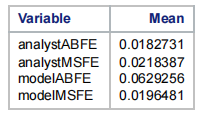 Variable Mean
analystABFE 0.0182731
analystMSFE 0.0218387
modelABFE 0.0629256
modelMSFE 0.0196481